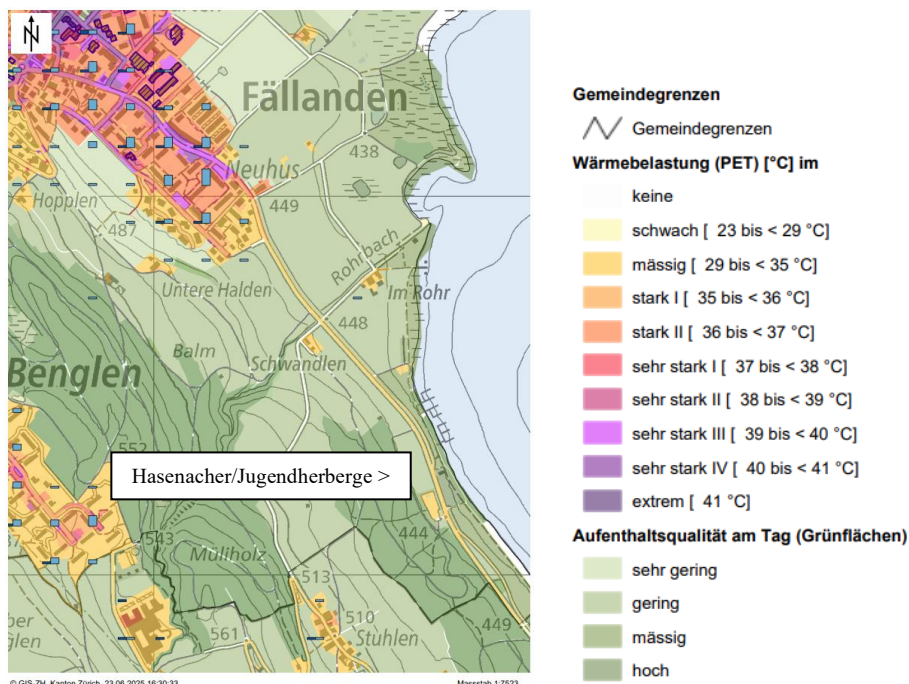 N
Fällanden
438
Neuhus
Hopplen
449
487
Rohrbach
Untere Halden
Im Rohr
448
Balm
Schwandlen
Benglen
552
Hasenacher/Jugendherberge >
543
444
Müliholz
513
510
449
561
Stuhlen
glen
© GIS-ZH, Kanton Zürich, 23.06.2025 16:30:33
Massstab 1:7523
Gemeindegrenzen
Gemeindegrenzen
Wärmebelastung (PET) [°C] im
keine
schwach [ 23 bis < 29 °C]
mässig [ 29 bis < 35 °C]
stark I [ 35 bis < 36 °C]
stark II [ 36 bis < 37 °C]
sehr stark I [ 37 bis < 38 °C]
sehr stark II [ 38 bis < 39 °C]
sehr stark III [ 39 bis < 40 °C]
sehr stark IV [ 40 bis < 41 °C]
extrem [ 41 °C]
Aufenthaltsqualität am Tag (Grünflächen)
sehr gering
gering
mässig
hoch